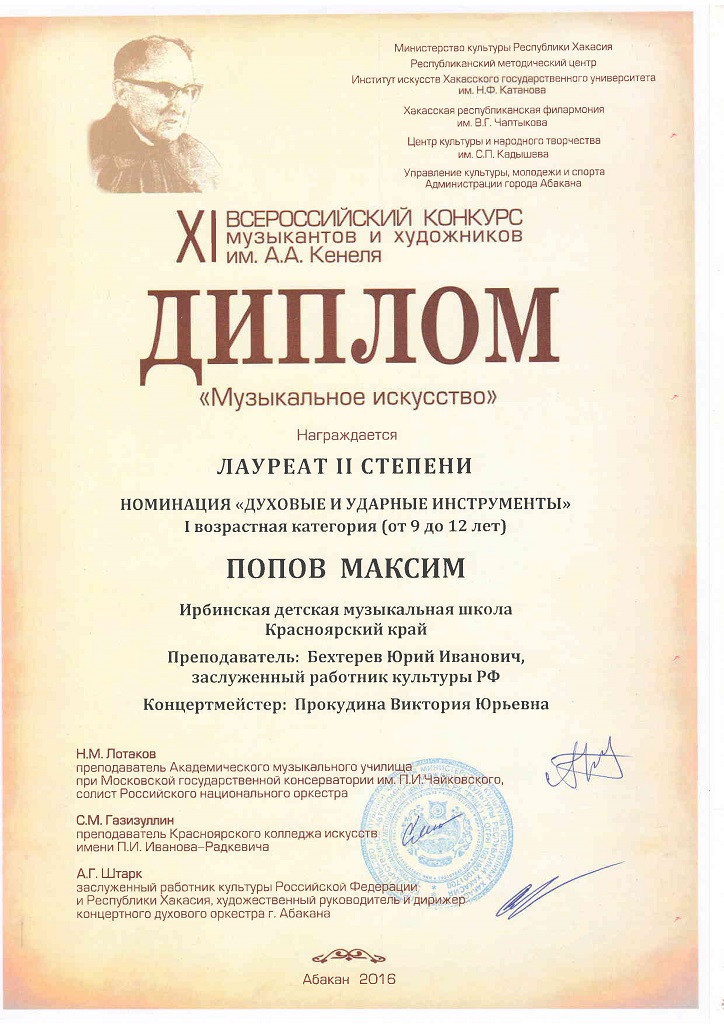 Министерство культуры Республики Хакасия
Республиканский методический центр
Институт искусств Хакасского государственного университета
им. Н.Ф. Катанова
Хакасская республиканская филармония
им. В.Г. Чаптыкова
Центр культуры и народного творчества
им. С.П. Кадышева
Управление культуры, молодежи и спорта
Администрации города Абакана
XI ВСЕРОССИЙСКИЙ КОНКУРС
музыкантов и художников
им. А.А. Кенеля
ДИПЛОМ
«Музыкальное искусство»
Награждается
ЛАУРЕАТ II СТЕПЕНИ
НОМИНАЦИЯ «ДУХОВЫЕ И УДАРНЫЕ ИНСТРУМЕНТЫ»
I возрастная категория (от 9 до 12 лет)
ПОПОВ МАКСИМ
Ирбинская детская музыкальная школа
Красноярский край
Преподаватель: Бехтерев Юрий Иванович,
заслуженный работник культуры РФ
Концертмейстер: Прокудина Виктория Юрьевна
Н.М. Лотаков
преподаватель Академического музыкального училища
при Московской государственной консерватории им. П.И.Чайковского,
солист Российского национального оркестра
С.М. Газизуллин
преподаватель Красноярского колледжа искусств
имени П.И. Иванова-Радкевича
А.Г. Штарк
заслуженный работник культуры Российской Федерации
и Республики Хакасия, художественный руководитель и дирижер
концертного духового оркестра г. Абакана
Абакан 2016